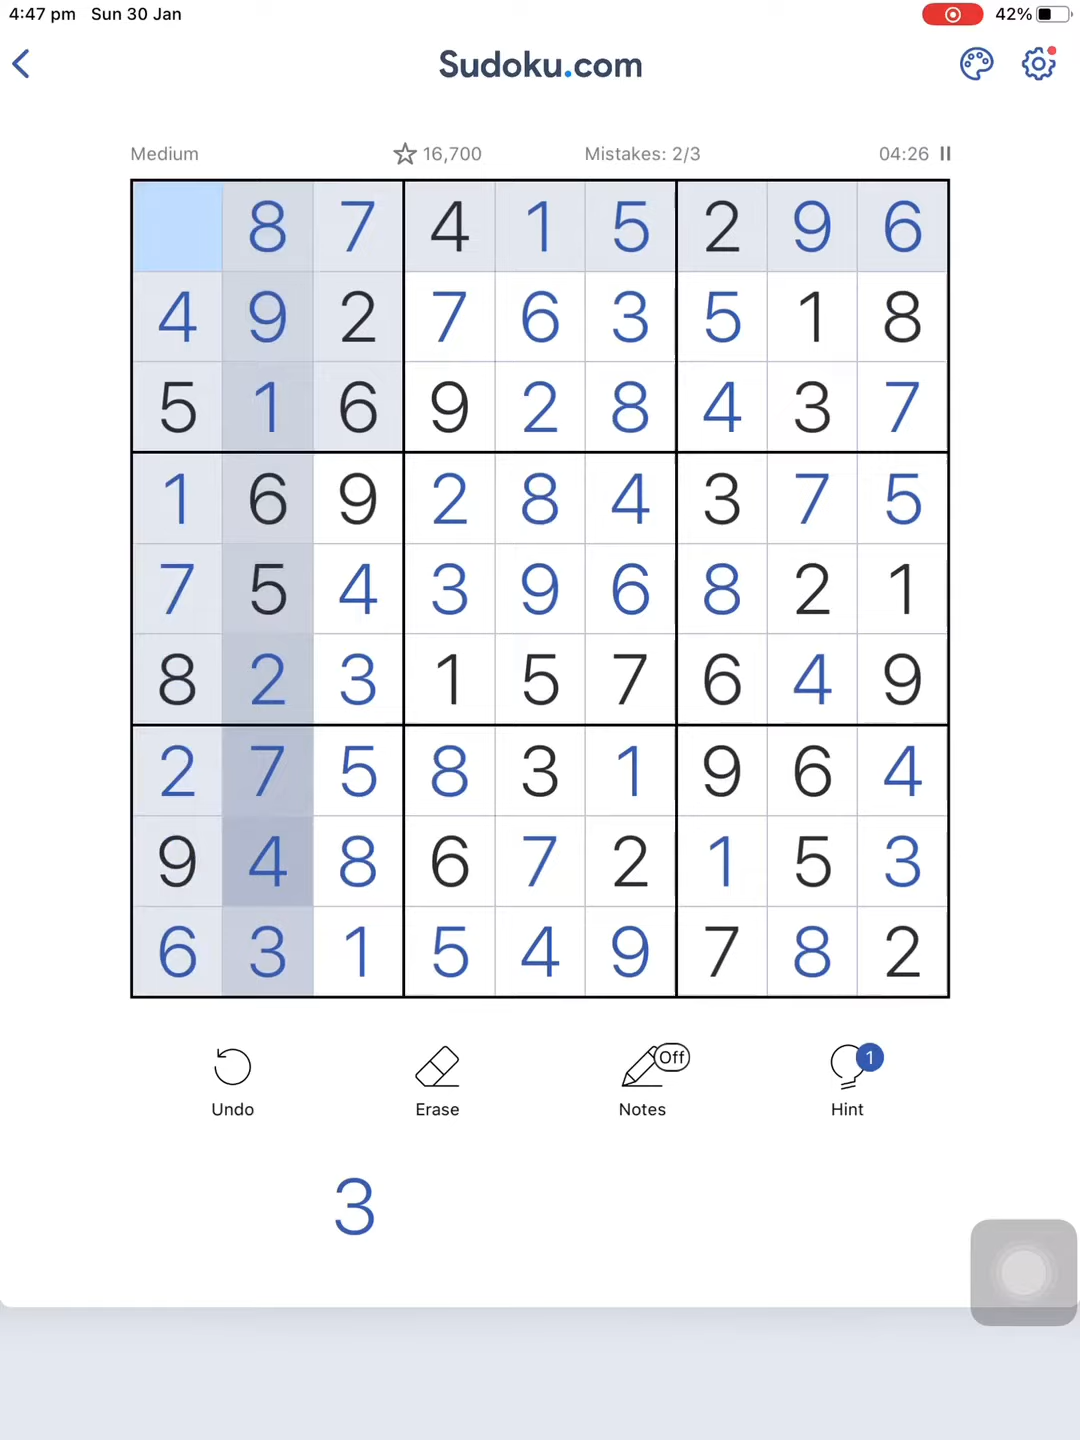 4:47 pm Sun 30 Jan 42%
Sudoku.com
Medium 16,700 Mistakes: 2/3 04:26
8 7 4 1 5 2 9 6
4 9 2 7 6 3 5 1 8
5 1 6 9 2 8 4 3 7
1 6 9 2 8 4 3 7 5
7 5 4 3 9 6 8 2 1
8 2 3 1 5 7 6 4 9
2 7 5 8 3 1 9 6 4
9 4 8 6 7 2 1 5 3
6 3 1 5 4 9 7 8 2
Off 1
Undo Erase Notes Hint
3